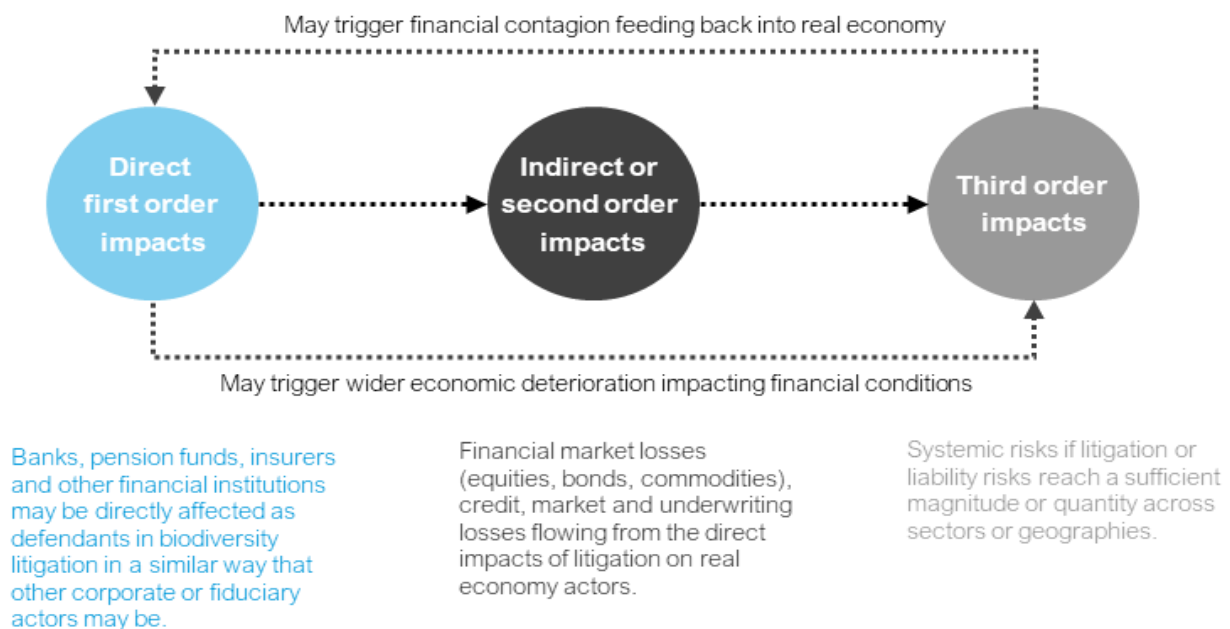 May trigger financial contagion feeding back into real economy
Direct
first order
impacts
Indirect or
second order
impacts
Third order
impacts
May trigger wider economic deterioration impacting financial conditions
Banks, pension funds, insurers
and other financial institutions
may be directly affected as
defendants in biodiversity
litigation in a similar way that
other corporate or fiduciary
actors may be.
Financial market losses
(equities, bonds, commodities),
credit, market and underwriting
losses flowing from the direct
impacts of litigation on real
economy actors.
Systemic risks if litigation or
liability risks reach a sufficient
magnitude or quantity across
sectors or geographies.